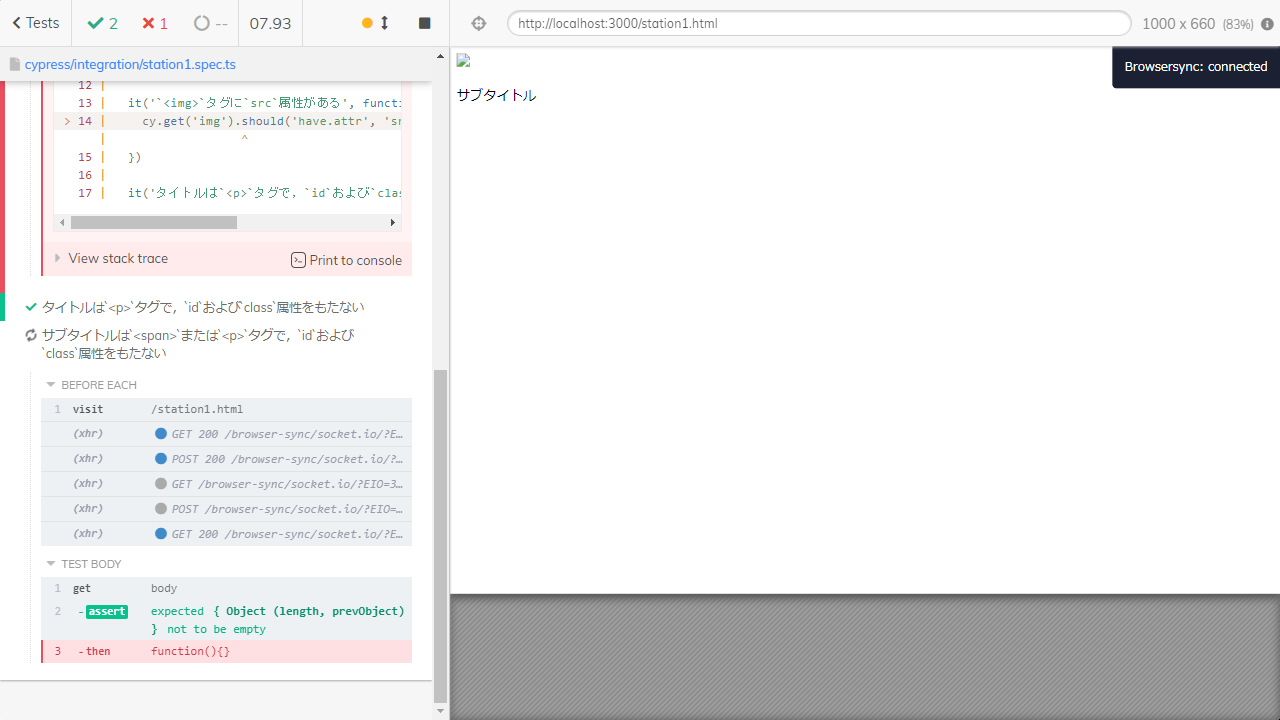 Tests
2
1
--
07.93
http://localhost:3000/station1.html
1000 x 660 (83%)
cypress/integration/station1.spec.ts
Browsersync: connected
サブタイトル
12 |
13 | it('`<img>`タグに`src`属性がある', functi
> 14 | cy.get('img').should('have.attr', 'sr
| ^
15 | })
16 |
17 | it('タイトルは`<p>`タグで，`id`および`clas
View stack trace
Print to console
タイトルは`<p>`タグで，`id`および`class`属性をもたない
サブタイトルは`<span>`または`<p>`タグで，`id`および
`class`属性をもたない
BEFORE EACH
1 visit /station1.html
(xhr) GET 200 /browser-sync/socket.io/?E…
(xhr) POST 200 /browser-sync/socket.io/?…
(xhr) GET /browser-sync/socket.io/?EIO=3…
(xhr) POST /browser-sync/socket.io/?EIO=…
(xhr) GET 200 /browser-sync/socket.io/?E…
TEST BODY
1 get body
2 -assert expected { Object (length, prevObject)
} not to be empty
3 -then function(){}